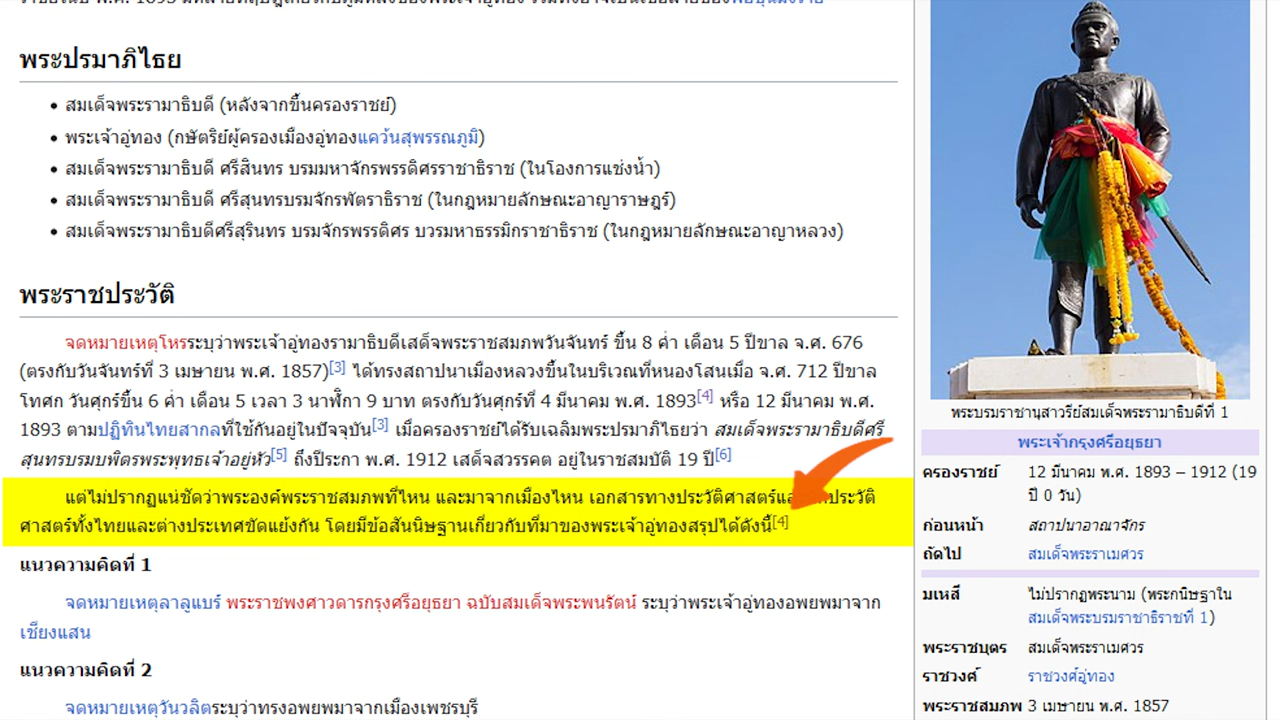 พระปรมาภิไธย
• สมเด็จพระรามาธิบดี (หลังจากขึ้นครองราชย์)
• พระเจ้าอู่ทอง (กษัตริย์ผู้ครองเมืองอู่ทองแคว้นสุพรรณภูมิ)
• สมเด็จพระรามาธิบดี ศรีสินทร บรมมหาจักรพรรดิศรราชาธิราช (ในโองการแช่งน้ำ)
• สมเด็จพระรามาธิบดี ศรีสุนทรบรมจักรพัตราธิราช (ในกฎหมายลักษณะอาญาราษฎร์)
• สมเด็จพระรามาธิบดีศรีสุรินทร บรมจักรพรรดิศร บวรมหาธรรมิกราชาธิราช (ในกฎหมายลักษณะอาญาหลวง)
พระราชประวัติ
จดหมายเหตุโหรระบุว่าพระเจ้าอู่ทองรามาธิบดีเสด็จพระราชสมภพวันจันทร์ ขึ้น 8 ค่ำ เดือน 5 ปีขาล จ.ศ. 676
(ตรงกับวันจันทร์ที่ 3 เมษายน พ.ศ. 1857)[3] ได้ทรงสถาปนาเมืองหลวงขึ้นในบริเวณที่หนองโสนเมื่อ จ.ศ. 712 ปีขาล
โทศก วันศุกร์ขึ้น 6 ค่ำ เดือน 5 เวลา 3 นาฬิกา 9 บาท ตรงกับวันศุกร์ที่ 4 มีนาคม พ.ศ. 1893[4] หรือ 12 มีนาคม พ.ศ.
1893 ตามปฏิทินไทยสากลที่ใช้กันอยู่ในปัจจุบัน[3] เมื่อครองราชย์ได้รับเฉลิมพระปรมาภิไธยว่า สมเด็จพระรามาธิบดีศรี
สุนทรบรมบพิตรพระพุทธเจ้าอยู่หัว[5] ถึงปีระกา พ.ศ. 1912 เสด็จสวรรคต อยู่ในราชสมบัติ 19 ปี[6]
แต่ไม่ปรากฏแน่ชัดว่าพระองค์พระราชสมภพที่ไหน และมาจากเมืองไหน เอกสารทางประวัติศาสตร์ ประวัติ
ศาสตร์ทั้งไทยและต่างประเทศขัดแย้งกัน โดยมีข้อสันนิษฐานเกี่ยวกับที่มาของพระเจ้าอู่ทองสรุปได้ดังนี้[4]
แนวความคิดที่ 1
จดหมายเหตุลาลูแบร์ พระราชพงศาวดารกรุงศรีอยุธยา ฉบับสมเด็จพระพนรัตน์ ระบุว่าพระเจ้าอู่ทองอพยพมาจาก
เชียงแสน
แนวความคิดที่ 2
จดหมายเหตุวันวลิตระบุว่าทรงอพยพมาจากเมืองเพชรบุรี
พระบรมราชานุสาวรีย์สมเด็จพระรามาธิบดีที่ 1
พระเจ้ากรุงศรีอยุธยา
ครองราชย์ 12 มีนาคม พ.ศ. 1893 – 1912 (19
ปี 0 วัน)
ก่อนหน้า สถาปนาอาณาจักร
ถัดไป สมเด็จพระราเมศวร
มเหสี ไม่ปรากฏพระนาม (พระกนิษฐาใน
สมเด็จพระบรมราชาธิราชที่ 1)
พระราชบุตร สมเด็จพระราเมศวร
ราชวงศ์ ราชวงศ์อู่ทอง
พระราชสมภพ 3 เมษายน พ.ศ. 1857